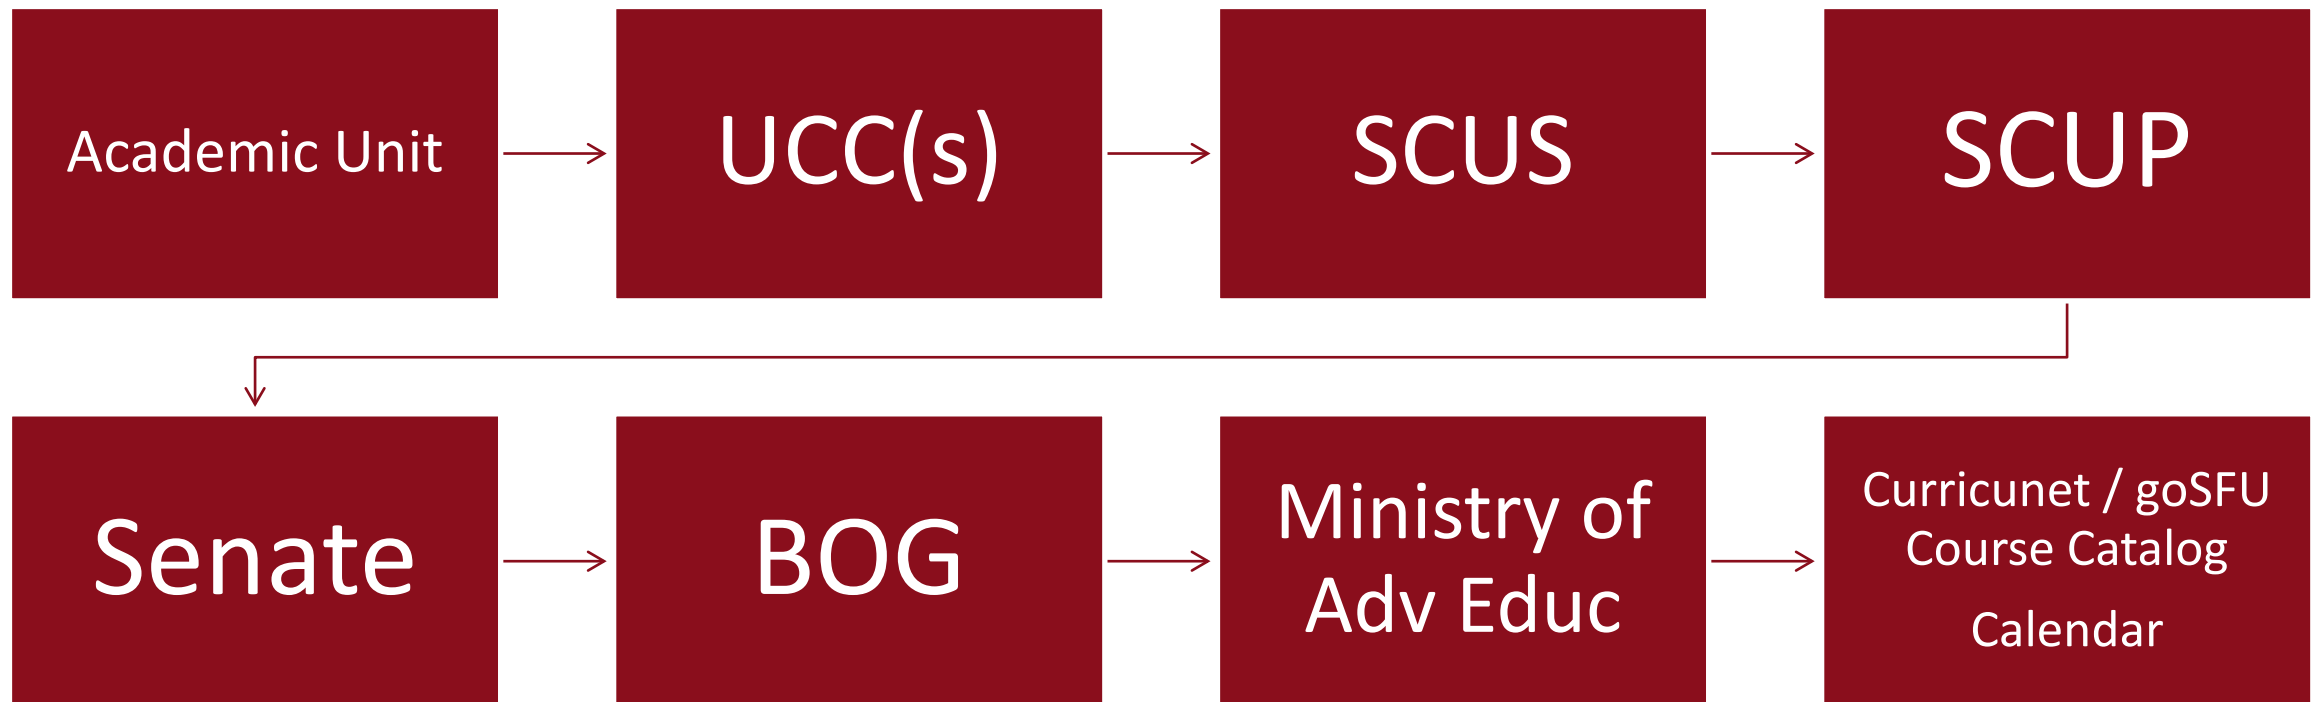 Academic Unit
UCC(s)
SCUS
SCUP
Senate
BOG
Ministry of
Adv Educ
Curricunet / goSFU
Course Catalog
Calendar